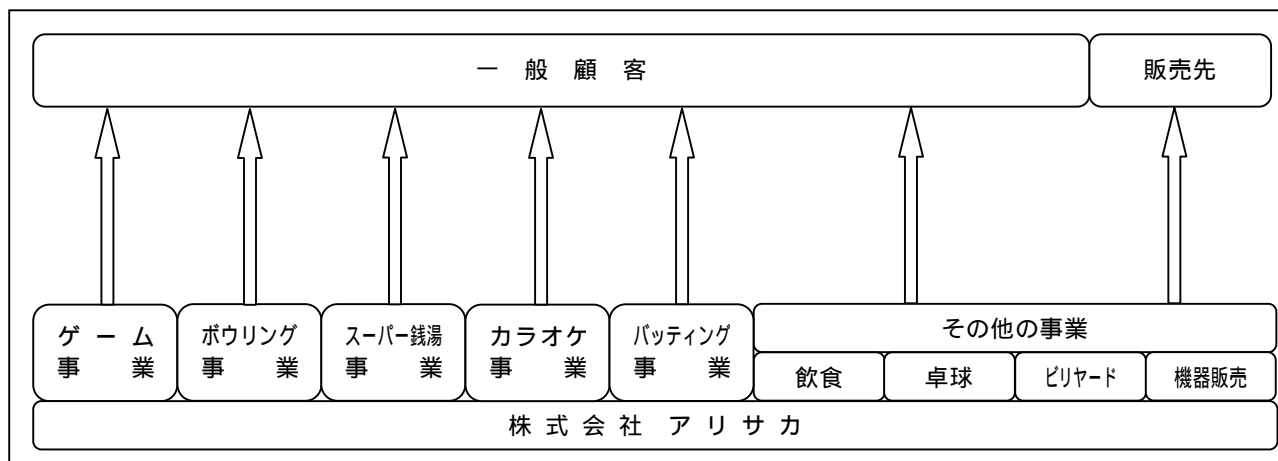 一般顧客
販売先
ゲーム
事業
ボウリング
事業
スーパー銭湯
事業
カラオケ
事業
バッティング
事業
その他の事業
飲食
卓球
ビリヤード
機器販売
株式会社アリサカ